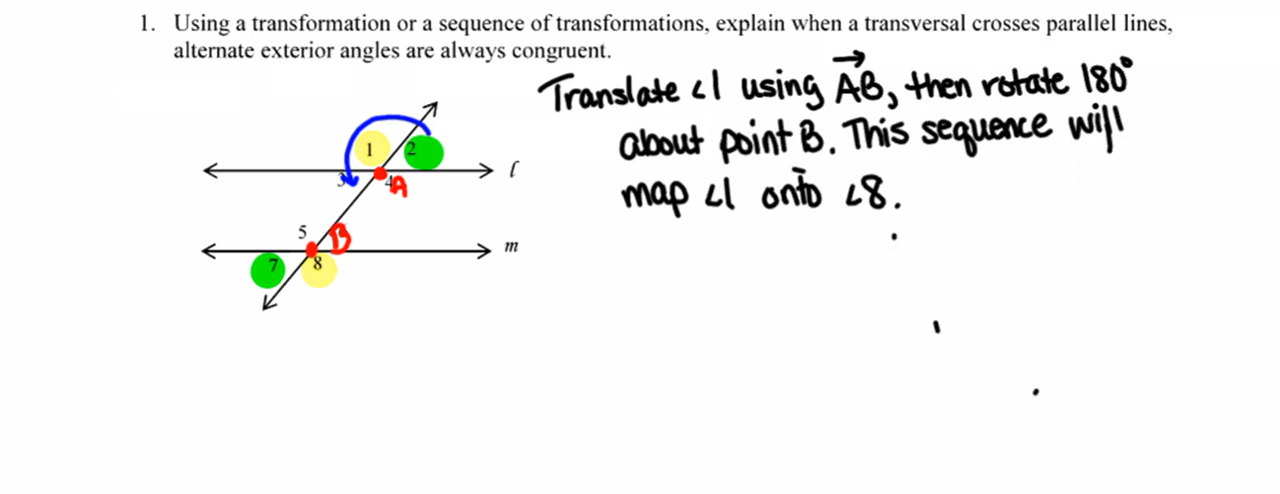 1. Using a transformation or a sequence of transformations, explain when a transversal crosses parallel lines,
alternate exterior angles are always congruent.
Translate ∠1 using AB⃗, then rotate 180°
about point B. This sequence will
map ∠1 onto ∠8.
1 2
l
3 4 A
5 B
m
7 8